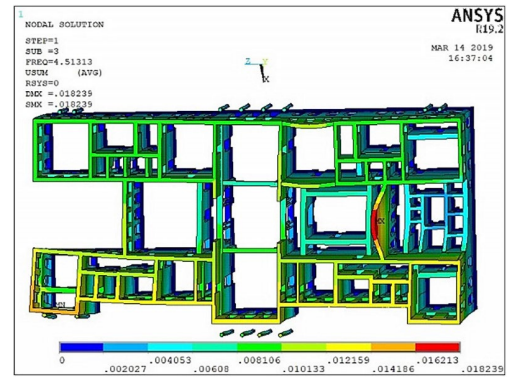 1
NODAL SOLUTION
STEP=1
SUB =3
FREQ=4.51313
USUM (AVG)
RSYS=0
DMX =.018239
SMX =.018239
ANSYS
R19.2
MAR 14 2019
16:37:04
Z Y
X
0 .004053 .008106 .012159 .016213
.002027 .00608 .010133 .014186 .018239